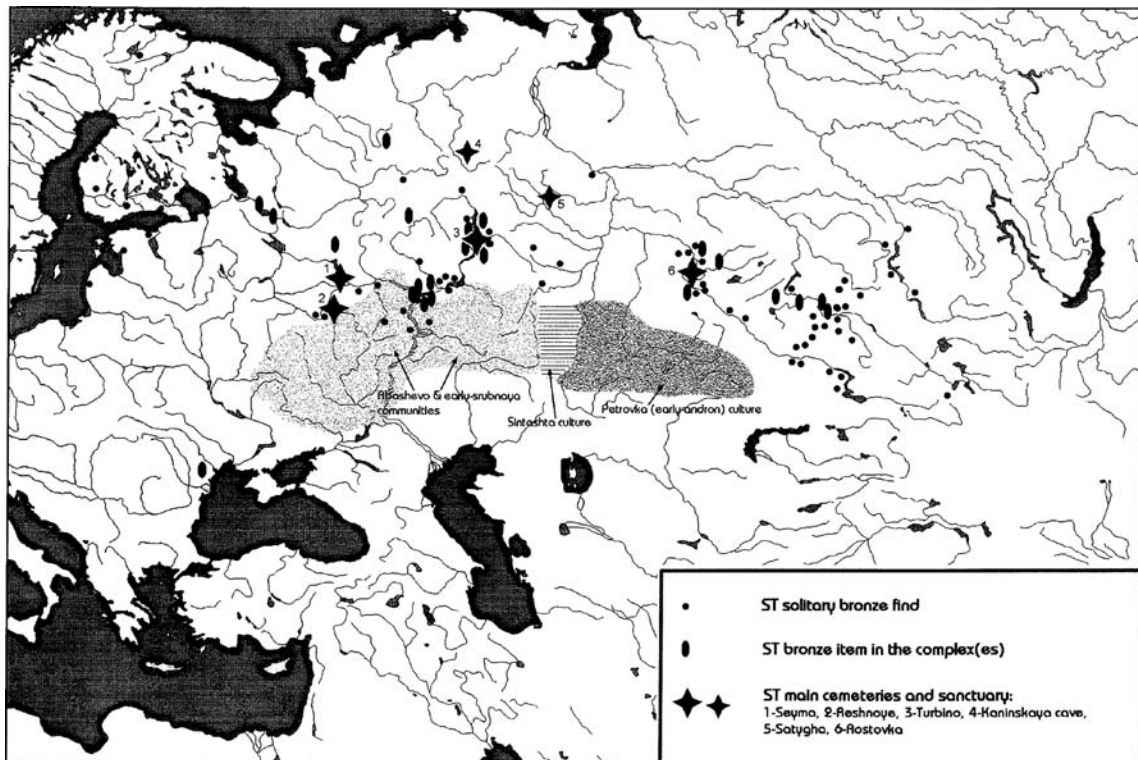 4
5
3
6
1
2
Abashevo & early-srubnaya
communities
Sintashta culture
Petrovka (early-andron) culture
ST solitary bronze find
ST bronze item in the complex(es)
ST main cemeteries and sanctuary:
1-Seyma, 2-Reshnoye, 3-Turbino, 4-Kaninskaya cave,
5-Satygha, 6-Rostovka